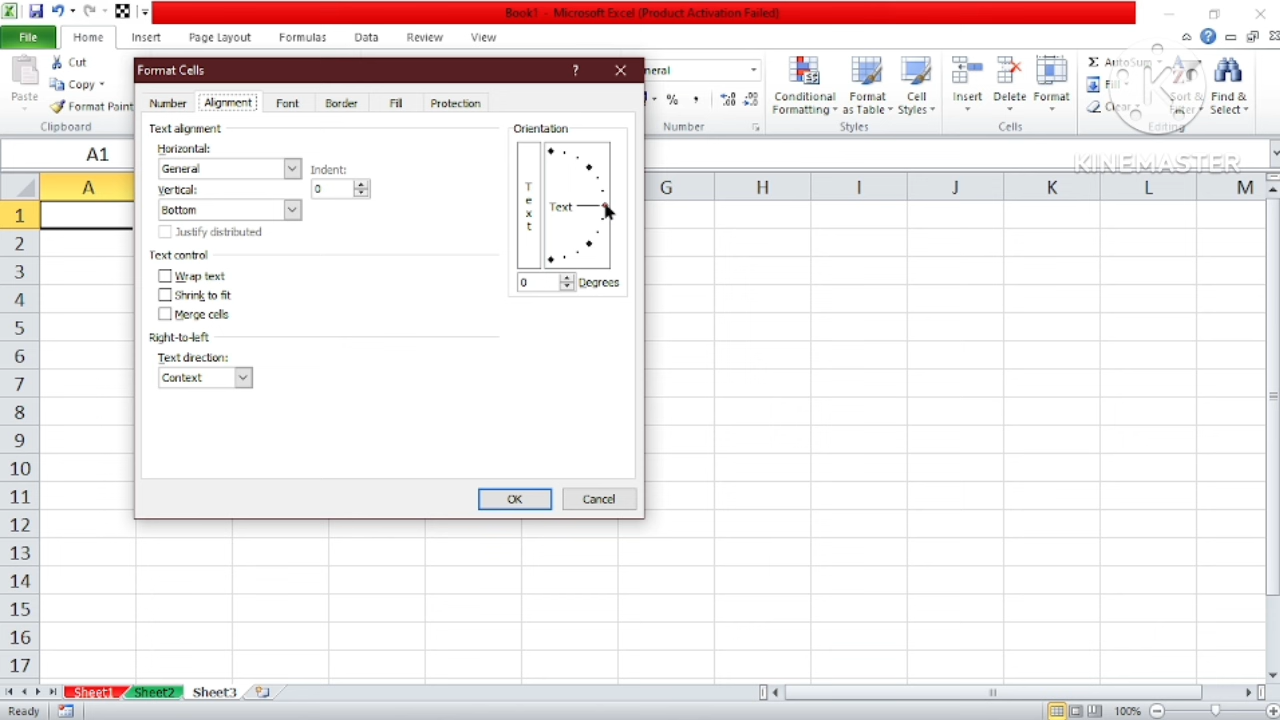 Book1 - Microsoft Excel (Product Activation Failed)
File Home Insert Page Layout Formulas Data Review View
Cut
Copy
Format Paint
Paste
Clipboard
Format Cells
Number Alignment Font Border Fill Protection
Text alignment
Horizontal:
General
Indent:
0
Vertical:
Bottom
Justify distributed
Text control
Wrap text
Shrink to fit
Merge cells
Right-to-left
Text direction:
Context
Orientation
Text
Text
0 Degrees
OK Cancel
neral
%
Number
Conditional Formatting
Format as Table
Cell Styles
Styles
Insert Delete Format
Cells
AutoSum
Fill
Clear
Sort & Filter
Find & Select
Editing
KINEMASTER
A1
A G H I J K L M
1
2
3
4
5
6
7
8
9
10
11
12
13
14
15
16
17
Sheet1 Sheet2 Sheet3
Ready
100%